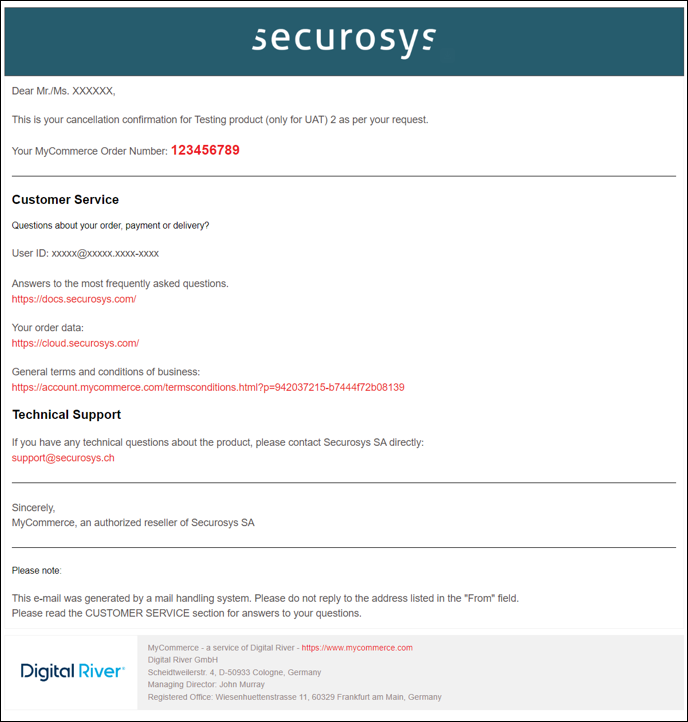 securosys
Dear Mr./Ms. XXXXXX,
This is your cancellation confirmation for Testing product (only for UAT) 2 as per your request.
Your MyCommerce Order Number: 123456789
Customer Service
Questions about your order, payment or delivery?
User ID: xxxxx@xxxxx.xxxx-xxxx
Answers to the most frequently asked questions.
https://docs.securosys.com/
Your order data:
https://cloud.securosys.com/
General terms and conditions of business:
https://account.mycommerce.com/termsconditions.html?p=942037215-b7444f72b08139
Technical Support
If you have any technical questions about the product, please contact Securosys SA directly:
support@securosys.ch
Sincerely,
MyCommerce, an authorized reseller of Securosys SA
Please note:
This e-mail was generated by a mail handling system. Please do not reply to the address listed in the "From" field.
Please read the CUSTOMER SERVICE section for answers to your questions.
Digital River
MyCommerce - a service of Digital River - https://www.mycommerce.com
Digital River GmbH
Scheidtweilerstr. 4, D-50933 Cologne, Germany
Managing Director: John Murray
Registered Office: Wiesenhuettenstrasse 11, 60329 Frankfurt am Main, Germany